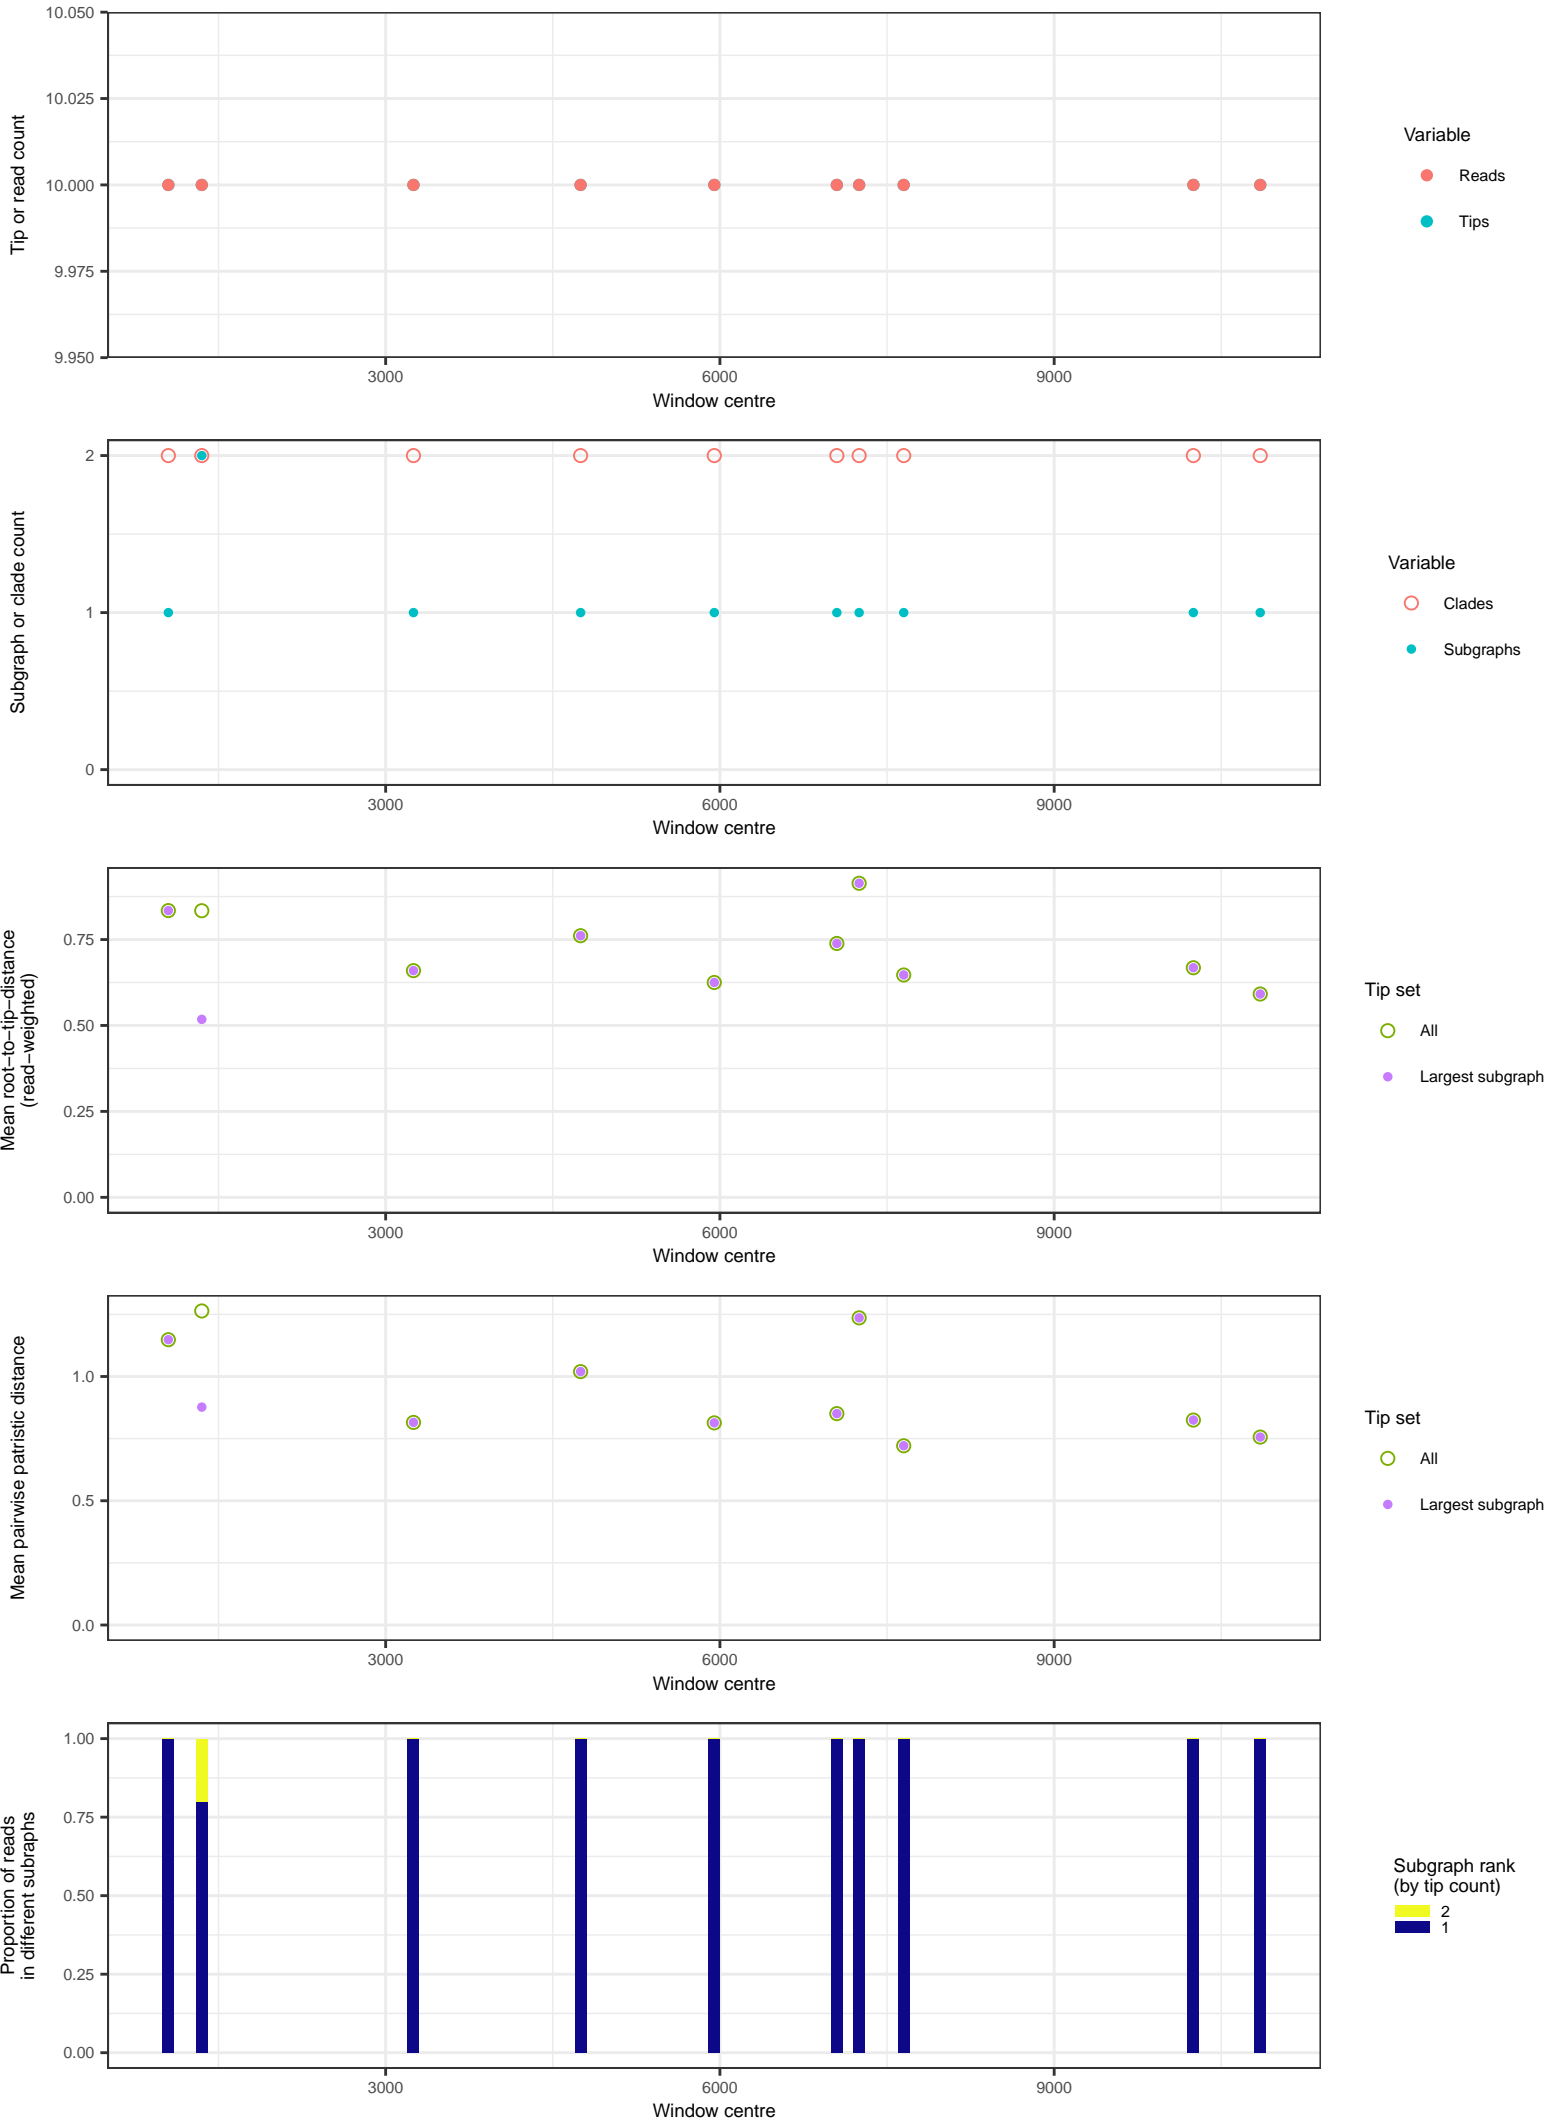 10.050
10.025
10.000
9.975
9.950
Tip or read count
3000 6000 9000
Window centre
Variable
Reads
Tips
2
1
0
Subgraph or clade count
3000 6000 9000
Window centre
Variable
Clades
Subgraphs
0.75
0.50
0.25
0.00
Mean root−to−tip−distance
(read−weighted)
3000 6000 9000
Window centre
Tip set
All
Largest subgraph
1.0
0.5
0.0
Mean pairwise patristic distance
3000 6000 9000
Window centre
Tip set
All
Largest subgraph
1.00
0.75
0.50
0.25
0.00
Proportion of reads
in different subraphs
3000 6000 9000
Window centre
Subgraph rank
(by tip count)
2
1